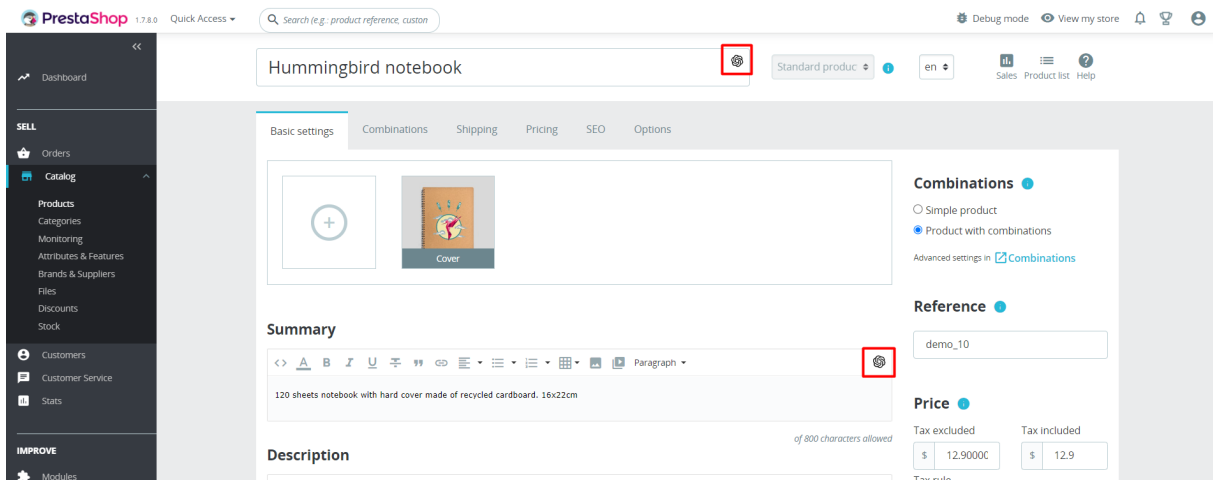 PrestaShop 1.7.8.0 Quick Access Search (e.g.: product reference, custon Debug mode View my store
Dashboard
SELL
Orders
Catalog
Products
Categories
Monitoring
Attributes & Features
Brands & Suppliers
Files
Discounts
Stock
Customers
Customer Service
Stats
IMPROVE
Modules
Hummingbird notebook
Standard produc
en
Sales Product list Help
Basic settings Combinations Shipping Pricing SEO Options
Cover
Summary
Paragraph
120 sheets notebook with hard cover made of recycled cardboard. 16x22cm
of 800 characters allowed
Description
Combinations
Simple product
Product with combinations
Advanced settings in Combinations
Reference
demo_10
Price
Tax excluded Tax included
$ 12.90000 $ 12.9
Tax rule